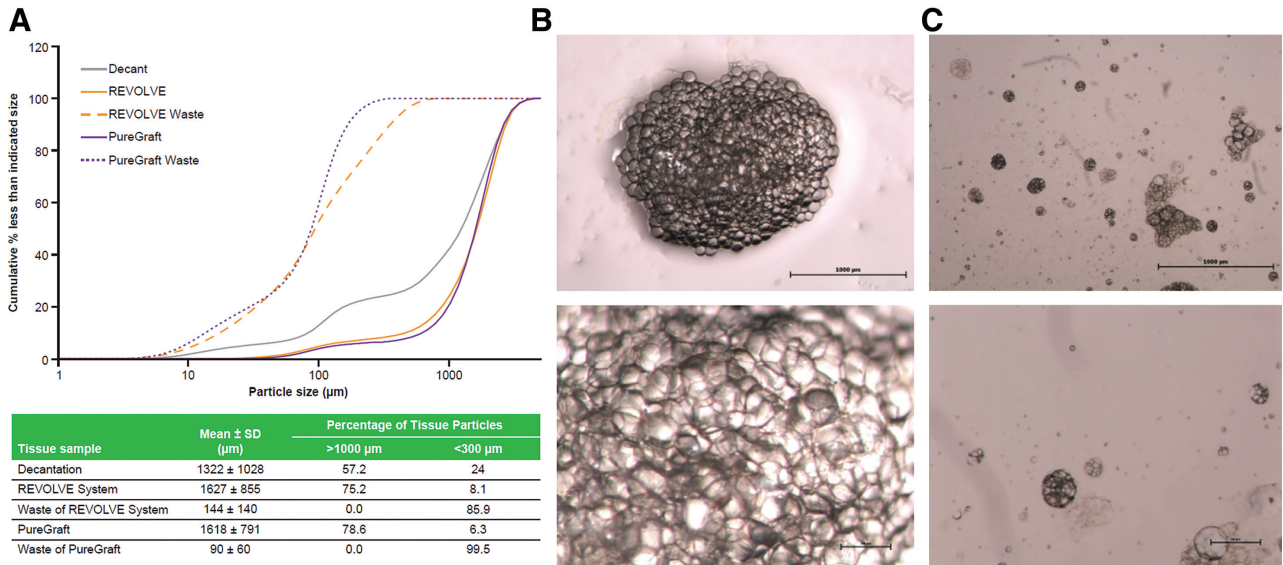 A
B
C
120
100
80
60
40
20
0
Cumulative % less than indicated size
Decant
REVOLVE
REVOLVE Waste
PureGraft
PureGraft Waste
1 10 100 1000
Particle size (µm)
Tissue sample Mean ± SD (µm) Percentage of Tissue Particles
>1000 µm <300 µm
Decantation 1322 ± 1028 57.2 24
REVOLVE System 1627 ± 855 75.2 8.1
Waste of REVOLVE System 144 ± 140 0.0 85.9
PureGraft 1618 ± 791 78.6 6.3
Waste of PureGraft 90 ± 60 0.0 99.5
1000 µm
1000 µm